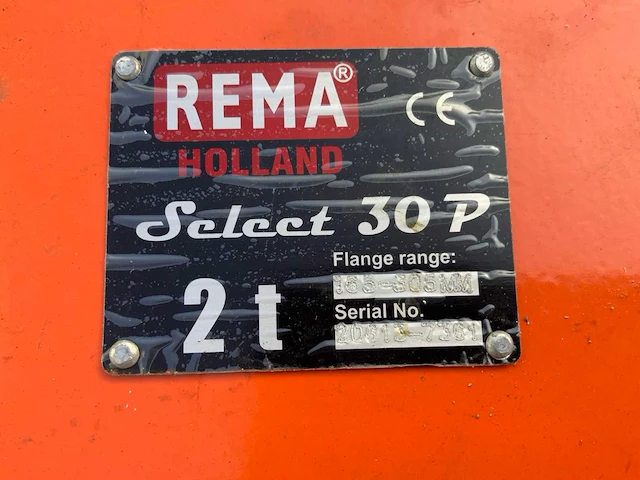 REMA®
CE
HOLLAND
Select 30 P
2 t
Flange range:
Serial No.